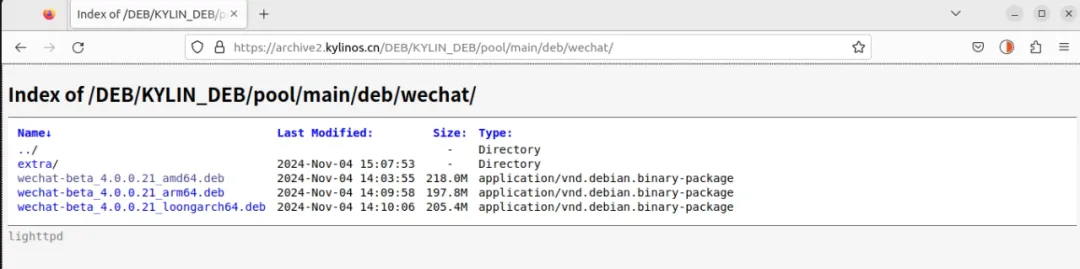 Index of /DEB/KYLIN_DEB/p
https://archive2.kylinos.cn/DEB/KYLIN_DEB/pool/main/deb/wechat/
Index of /DEB/KYLIN_DEB/pool/main/deb/wechat/
Name↓ Last Modified: Size: Type:
../ - Directory
extra/ 2024-Nov-04 15:07:53 - Directory
wechat-beta_4.0.0.21_amd64.deb 2024-Nov-04 14:03:55 218.0M application/vnd.debian.binary-package
wechat-beta_4.0.0.21_arm64.deb 2024-Nov-04 14:09:58 197.8M application/vnd.debian.binary-package
wechat-beta_4.0.0.21_loongarch64.deb 2024-Nov-04 14:10:06 205.4M application/vnd.debian.binary-package
lighttpd